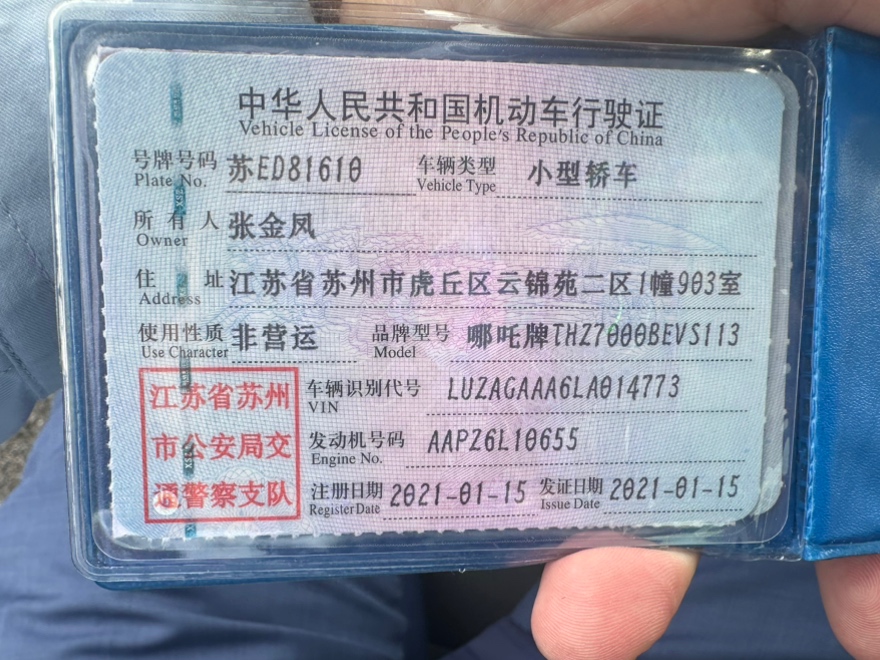 中华人民共和国机动车行驶证
Vehicle License of the People's Republic of China
号牌号码 苏ED81610 车辆类型 小型轿车
Plate No. Vehicle Type
所有人 张金凤
Owner
住址 江苏省苏州市虎丘区云锦苑二区1幢903室
Address
使用性质 非营运 品牌型号 哪吒牌THZ7000BEVS113
Use Character Model
江苏省苏州
市公安局交
通警察支队
车辆识别代号 LUZAGAAA6LA014773
VIN
发动机号码 AAPZ6L10655
Engine No.
注册日期 2021-01-15 发证日期 2021-01-15
Register Date Issue Date